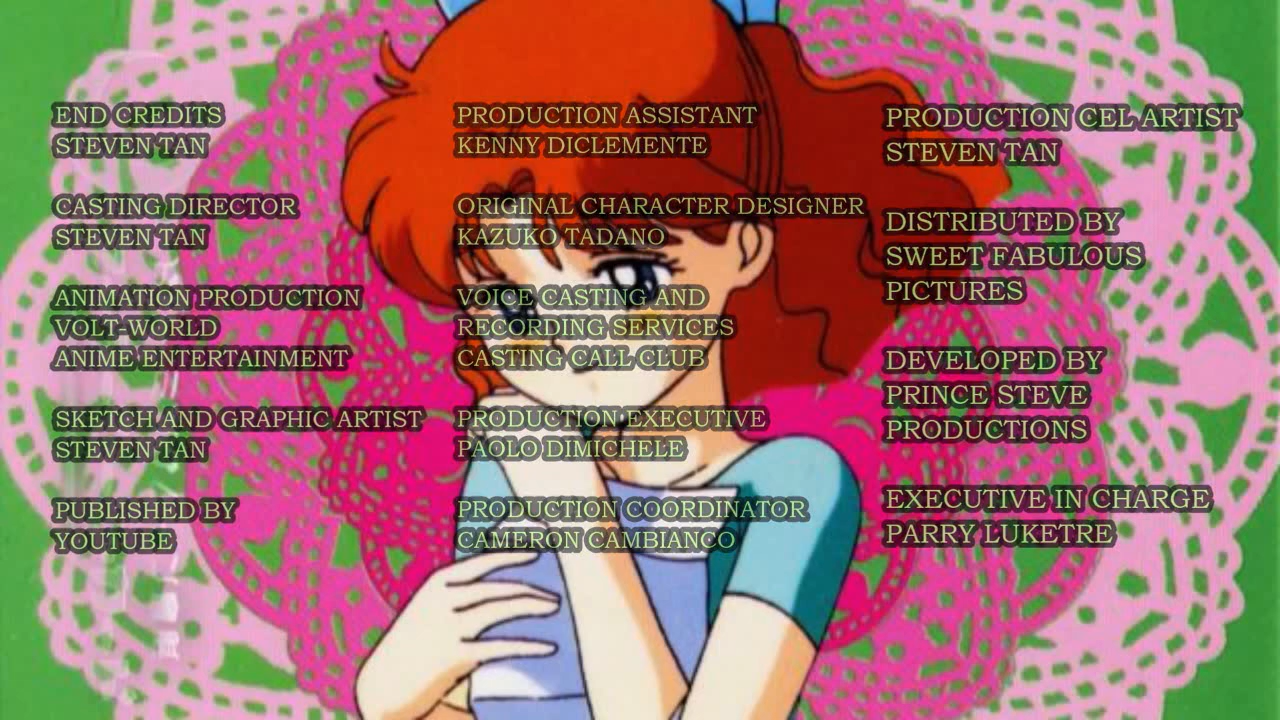 END CREDITS
STEVEN TAN
CASTING DIRECTOR
STEVEN TAN
ANIMATION PRODUCTION
VOLT-WORLD
ANIME ENTERTAINMENT
SKETCH AND GRAPHIC ARTIST
STEVEN TAN
PUBLISHED BY
YOUTUBE
PRODUCTION ASSISTANT
KENNY DICLEMENTE
ORIGINAL CHARACTER DESIGNER
KAZUKO TADANO
VOICE CASTING AND
RECORDING SERVICES
CASTING CALL CLUB
PRODUCTION EXECUTIVE
PAOLO DIMICHELE
PRODUCTION COORDINATOR
CAMERON CAMBIANCO
PRODUCTION CEL ARTIST
STEVEN TAN
DISTRIBUTED BY
SWEET FABULOUS
PICTURES
DEVELOPED BY
PRINCE STEVE
PRODUCTIONS
EXECUTIVE IN CHARGE
PARRY LUKETRE